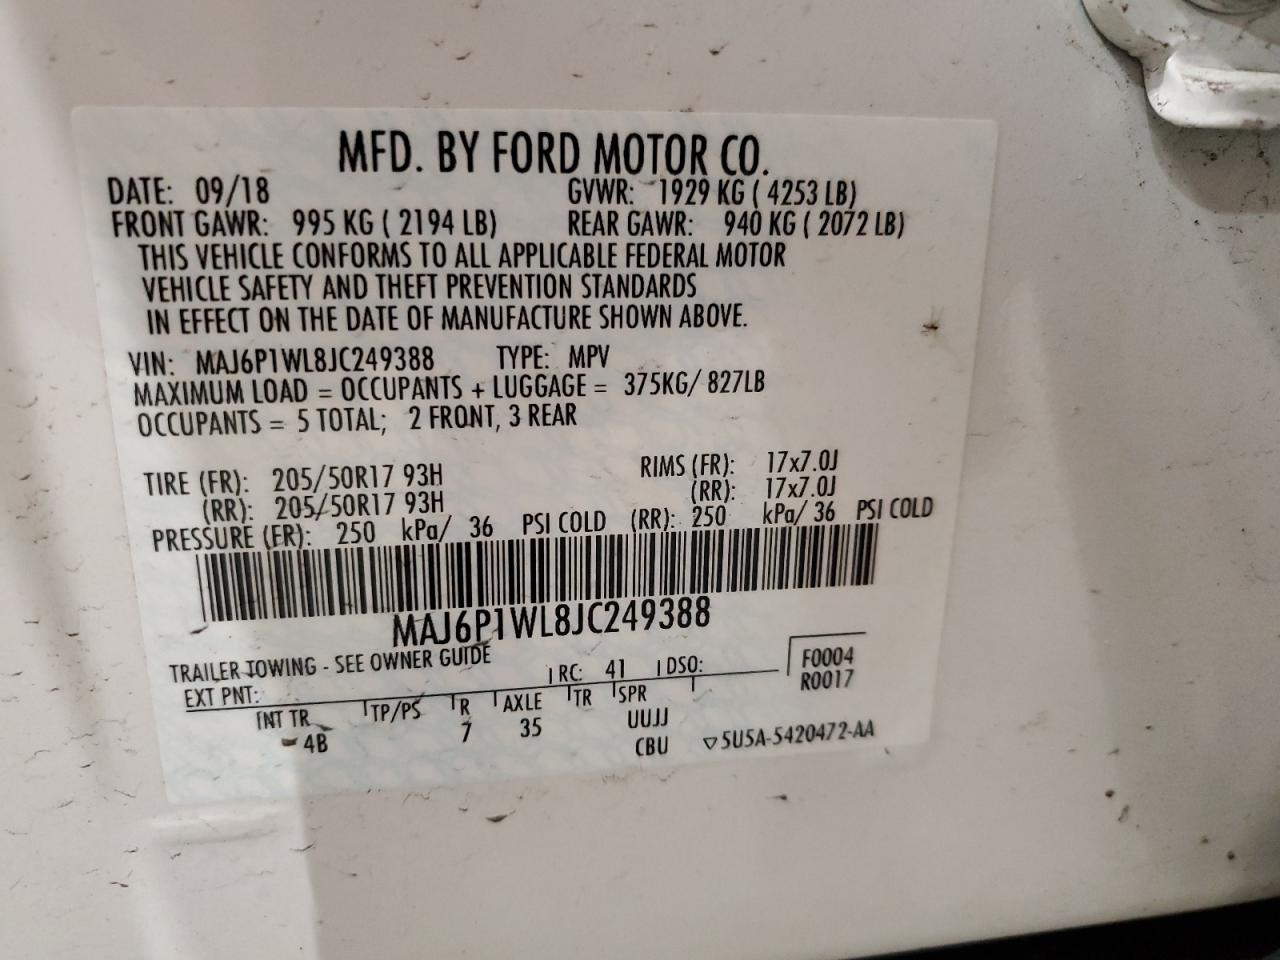 MFD. BY FORD MOTOR CO.
DATE: 09/18 GVWR: 1929 KG ( 4253 LB)
FRONT GAWR: 995 KG ( 2194 LB) REAR GAWR: 940 KG ( 2072 LB)
THIS VEHICLE CONFORMS TO ALL APPLICABLE FEDERAL MOTOR
VEHICLE SAFETY AND THEFT PREVENTION STANDARDS
IN EFFECT ON THE DATE OF MANUFACTURE SHOWN ABOVE.
VIN: MAJ6P1WL8JC249388 TYPE: MPV
MAXIMUM LOAD = OCCUPANTS + LUGGAGE = 375KG/ 827LB
OCCUPANTS = 5 TOTAL; 2 FRONT, 3 REAR
TIRE (FR): 205/50R17 93H RIMS (FR): 17x7.0J
(RR): 205/50R17 93H (RR): 17x7.0J
PRESSURE (FR): 250 kPa/ 36 PSI COLD (RR): 250 kPa/ 36 PSI COLD
MAJ6P1WL8JC249388
TRAILER TOWING - SEE OWNER GUIDE
EXT PNT: RC: 41 DSO: F0004
R0017
INT TR TP/PS R AXLE TR SPR
4B 7 35 UUJJ
CBU ▽5U5A-5420472-AA